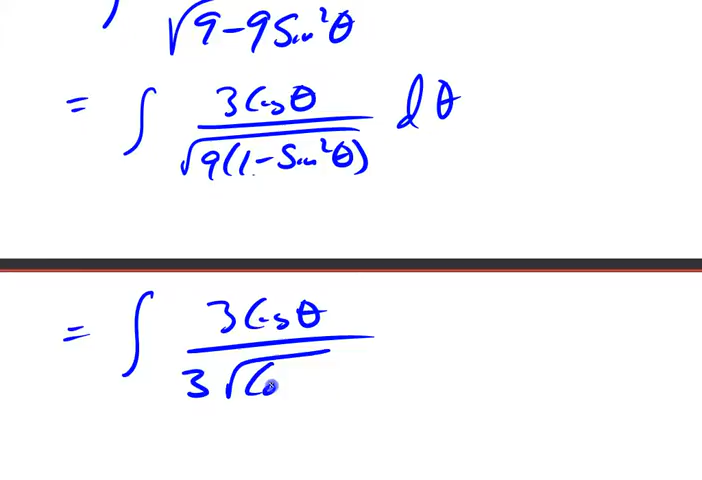 √9-9Sin²θ
= ∫ 3Cosθ / √9(1-Sin²θ) dθ
= ∫ 3Cosθ / 3√Co